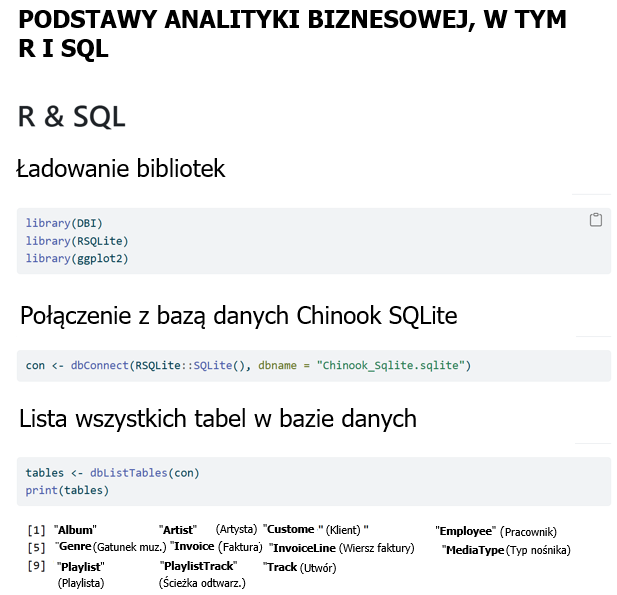 PODSTAWY ANALITYKI BIZNESOWEJ, W TYM
R I SQL
R & SQL
Ładowanie bibliotek
library(DBI)
library(RSQLite)
library(ggplot2)
Połączenie z bazą danych Chinook SQLite
con <- dbConnect(RSQLite::SQLite(), dbname = "Chinook_Sqlite.sqlite")
Lista wszystkich tabel w bazie danych
tables <- dbListTables(con)
print(tables)
[1] "Album" "Artist" (Artysta) "Custome " (Klient) " "Employee" (Pracownik)
[5] "Genre (Gatunek muz.) "Invoice (Faktura) "InvoiceLine (Wiersz faktury) "MediaType (Typ nośnika)
[9] "Playlist" "PlaylistTrack" "Track (Utwór)
(Playlista) (Ścieżka odtwarz.)